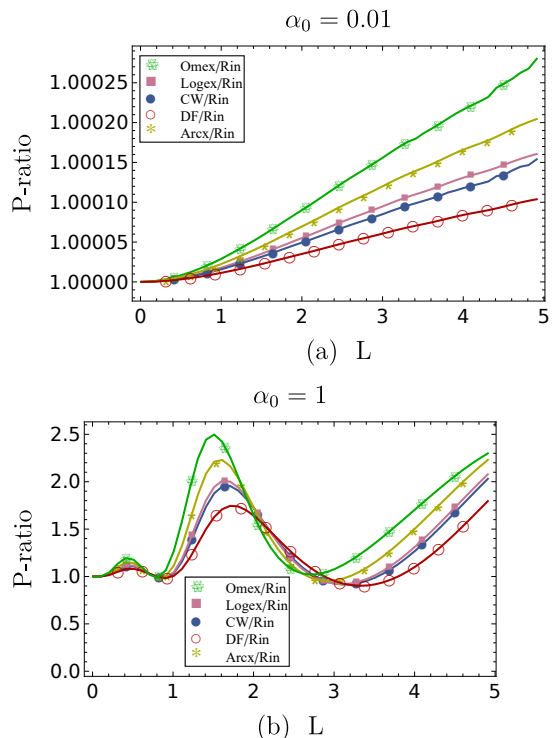 α₀ = 0.01
P-ratio
1.00025
1.00020
1.00015
1.00010
1.00005
1.00000
Omex/Rin
Logex/Rin
CW/Rin
DF/Rin
Arcx/Rin
0 1 2 3 4 5
(a) L
α₀ = 1
P-ratio
2.5
2.0
1.5
1.0
0.5
0.0
Omex/Rin
Logex/Rin
CW/Rin
DF/Rin
Arcx/Rin
0 1 2 3 4 5
(b) L